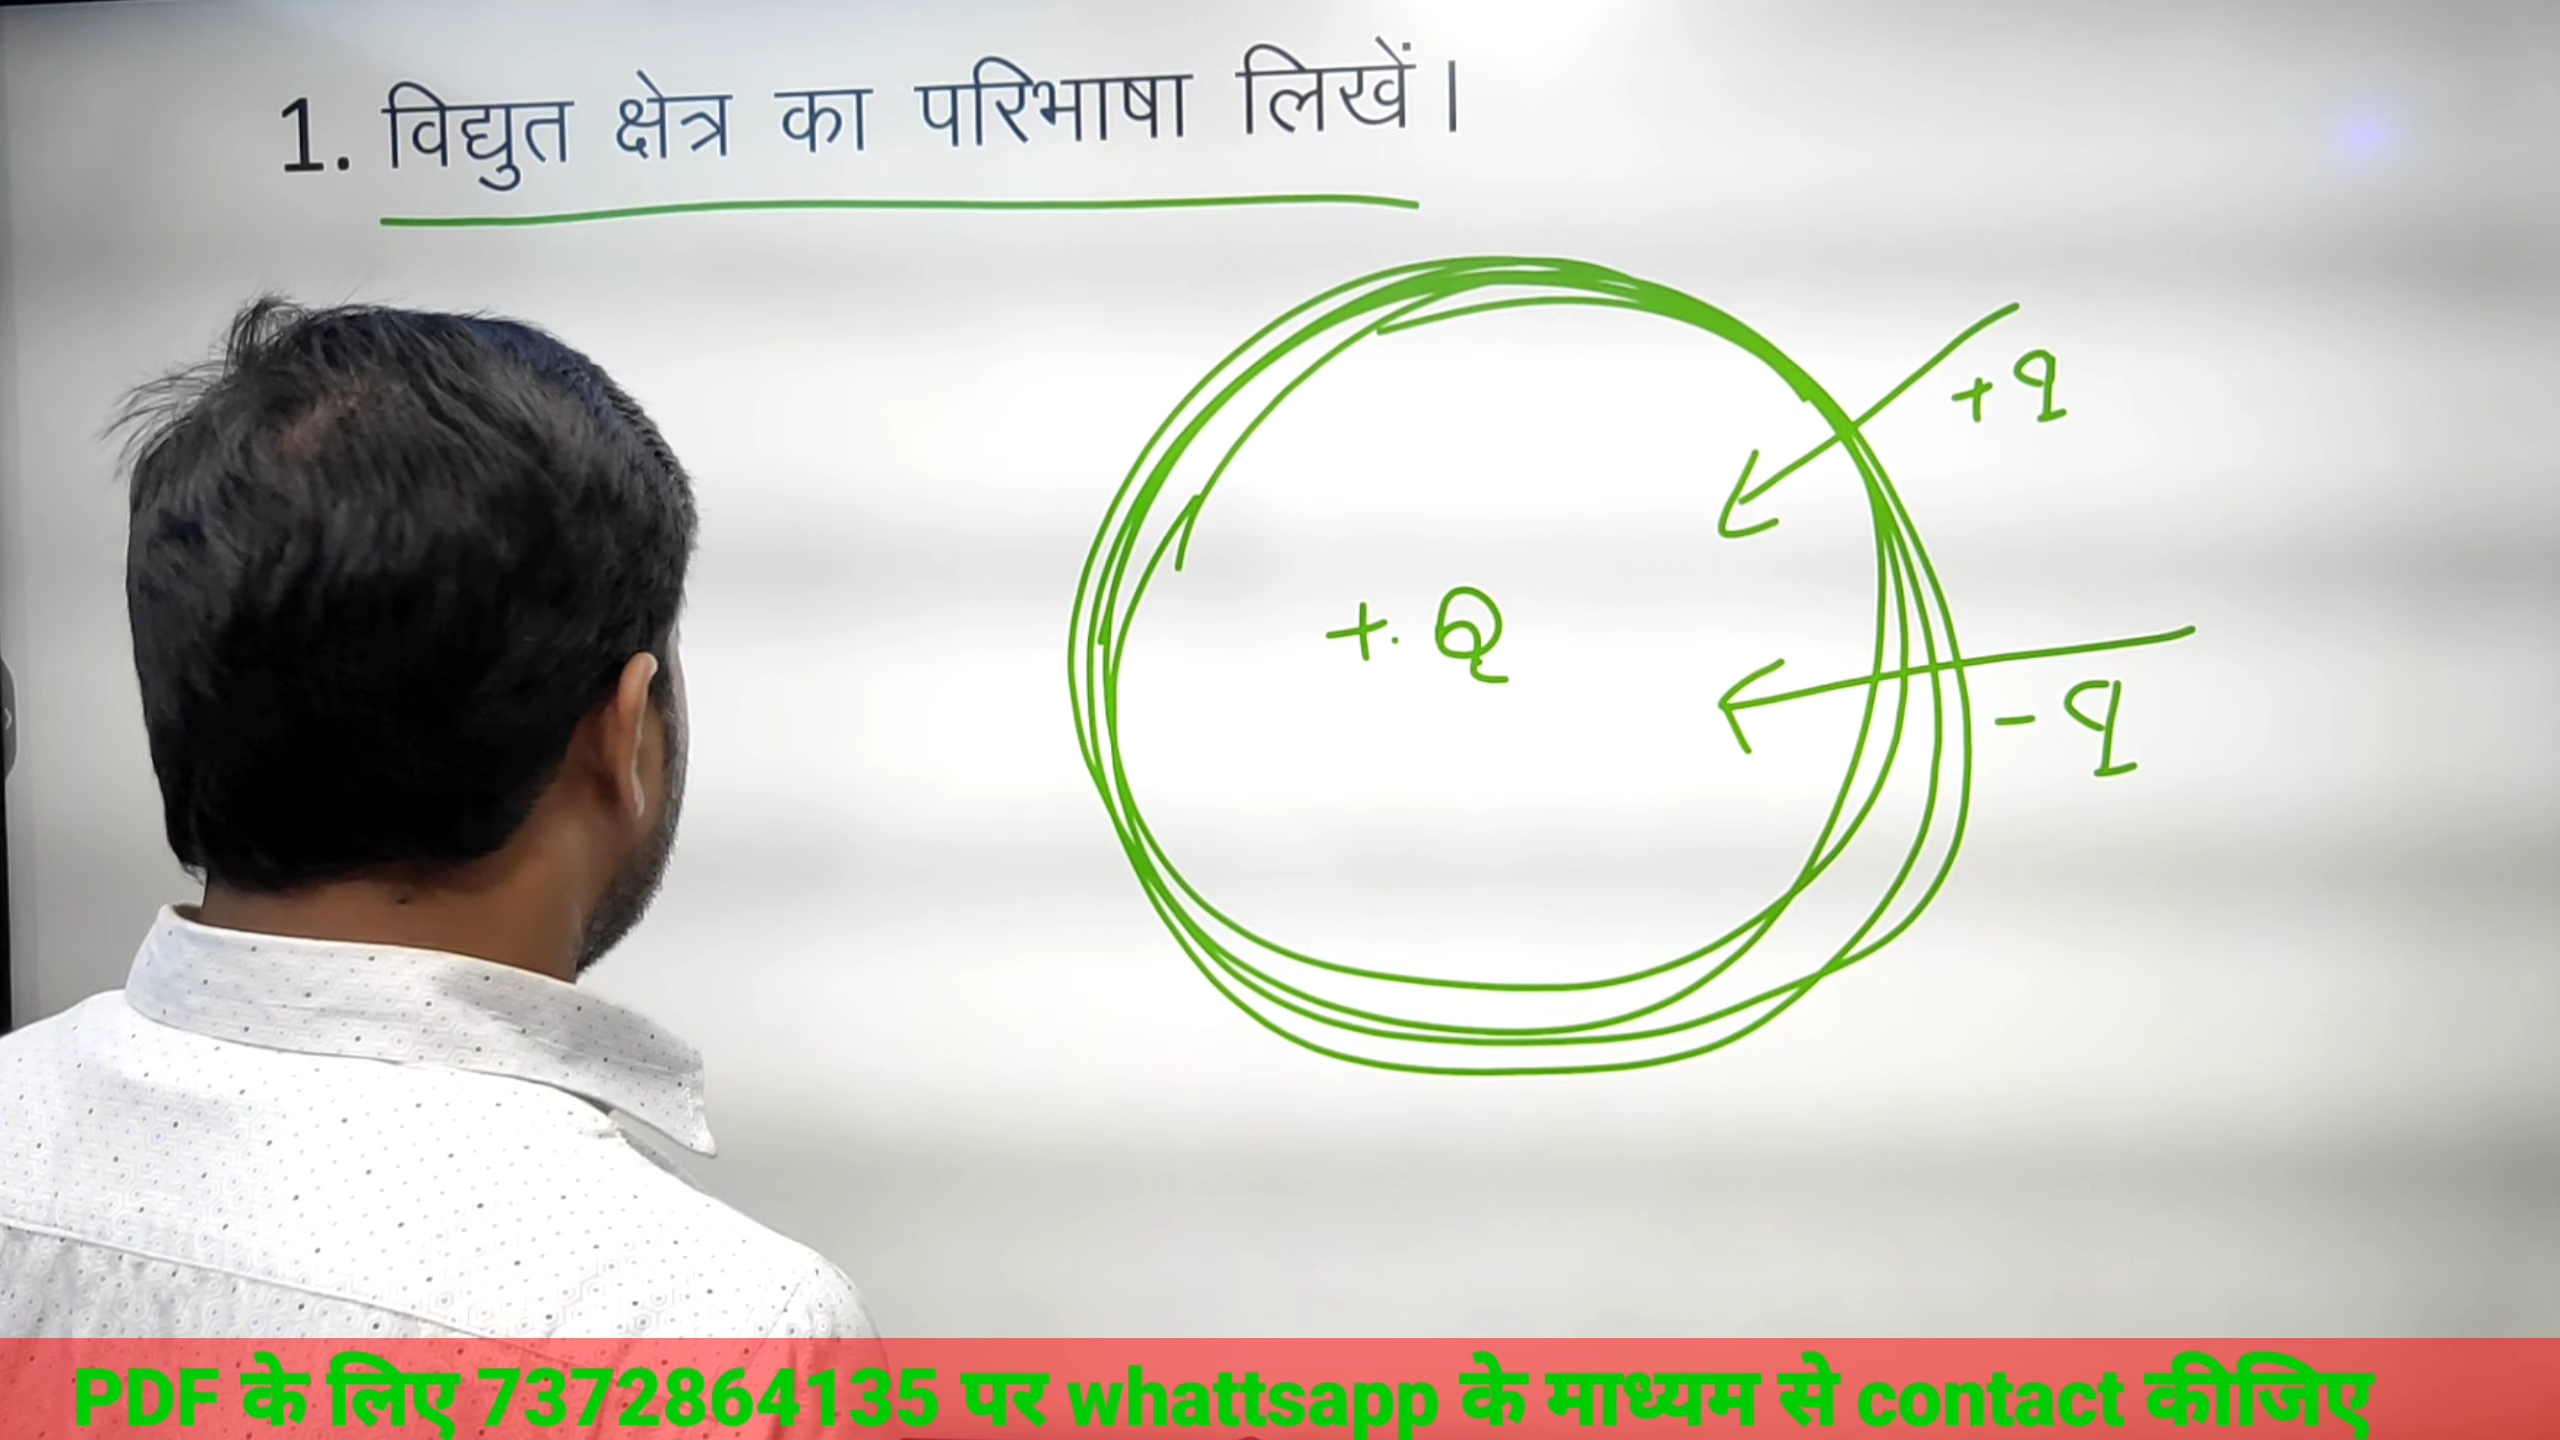 1. विद्युत क्षेत्र का परिभाषा लिखें।
+q
+. Q
- q
PDF के लिए 7372864135 पर whattsapp के माध्यम से contact कीजिए